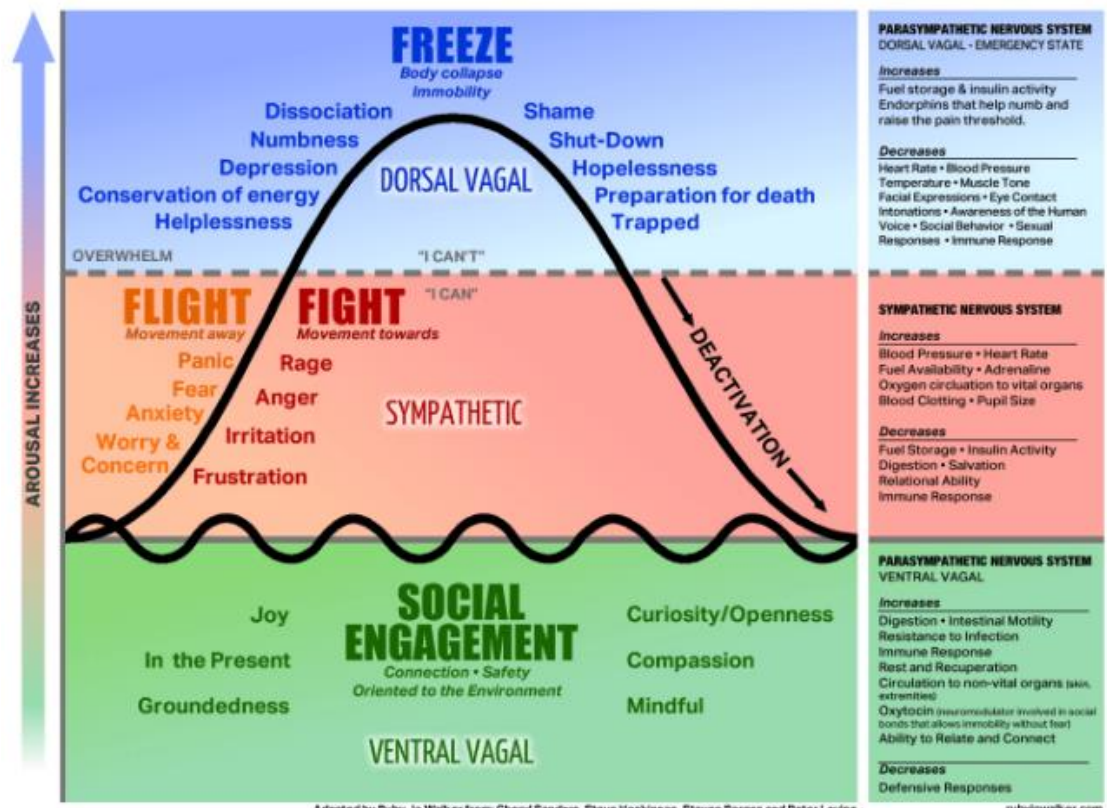 AROUSAL INCREASES
FREEZE
Body collapse
Immobility
Dissociation
Numbness
Depression
Conservation of energy
Helplessness
Shame
Shut-Down
Hopelessness
Preparation for death
Trapped
DORSAL VAGAL
OVERWHELM
"I CAN'T"
"I CAN"
FLIGHT
Movement away
Panic
Fear
Anxiety
Worry &
Concern
FIGHT
Movement towards
Rage
Anger
Irritation
Frustration
SYMPATHETIC
DEACTIVATION
SOCIAL
ENGAGEMENT
Connection • Safety
Oriented to the Environment
Joy
In the Present
Groundedness
Curiosity/Openness
Compassion
Mindful
VENTRAL VAGAL
PARASYMPATHETIC NERVOUS SYSTEM
DORSAL VAGAL - EMERGENCY STATE
Increases
Fuel storage & insulin activity
Endorphins that help numb and
raise the pain threshold.
Decreases
Heart Rate • Blood Pressure
Temperature • Muscle Tone
Facial Expressions • Eye Contact
Intonations • Awareness of the Human
Voice • Social Behavior • Sexual
Responses • Immune Response
SYMPATHETIC NERVOUS SYSTEM
Increases
Blood Pressure • Heart Rate
Fuel Availability • Adrenaline
Oxygen circluation to vital organs
Blood Clotting • Pupil Size
Decreases
Fuel Storage • Insulin Activity
Digestion • Salvation
Relational Ability
Immune Response
PARASYMPATHETIC NERVOUS SYSTEM
VENTRAL VAGAL
Increases
Digestion • Intestinal Motility
Resistance to Infection
Immune Response
Rest and Recuperation
Circulation to non-vital organs (skin,
extremities)
Oxytocin (neuromodulator involved in social
bonds that allows immobility without fear)
Ability to Relate and Connect
Decreases
Defensive Responses